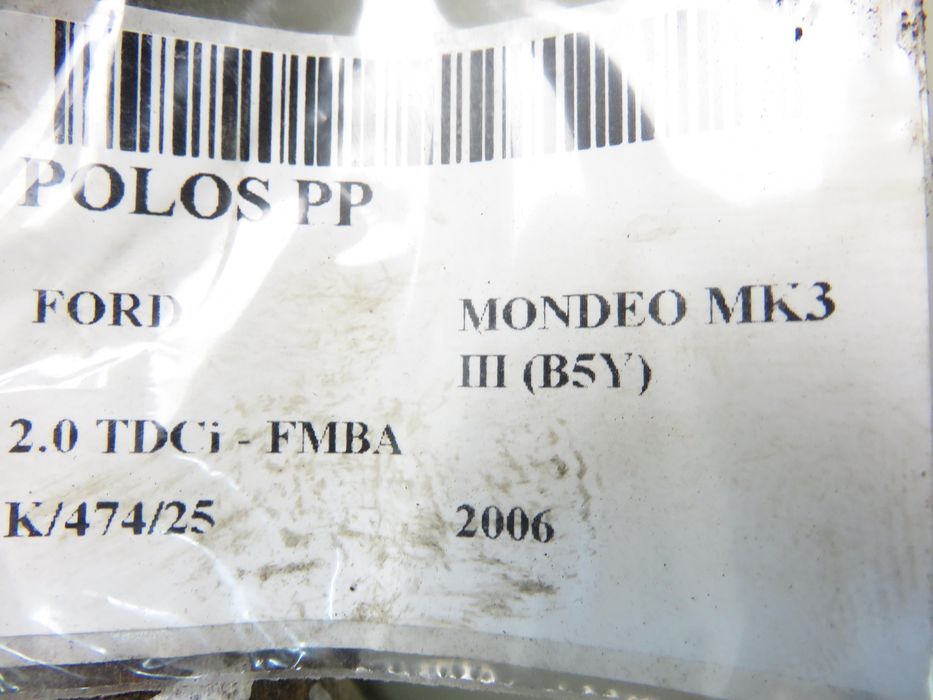 POLOS PP
FORD MONDEO MK3
III (B5Y)
2.0 TDCi - FMBA
K/474/25 2006